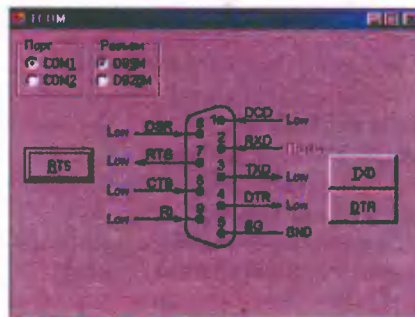 TCOM
Порт Разъем
COM1 DB9M
COM2 DB25M
DCD Low
Low DSR 6 1
RXD
2
Low RTS 7
TXD Low
3
Low CTS 8
DTR Low
4
Low RI 9
SG GND
5
RTS
TXD
DTR